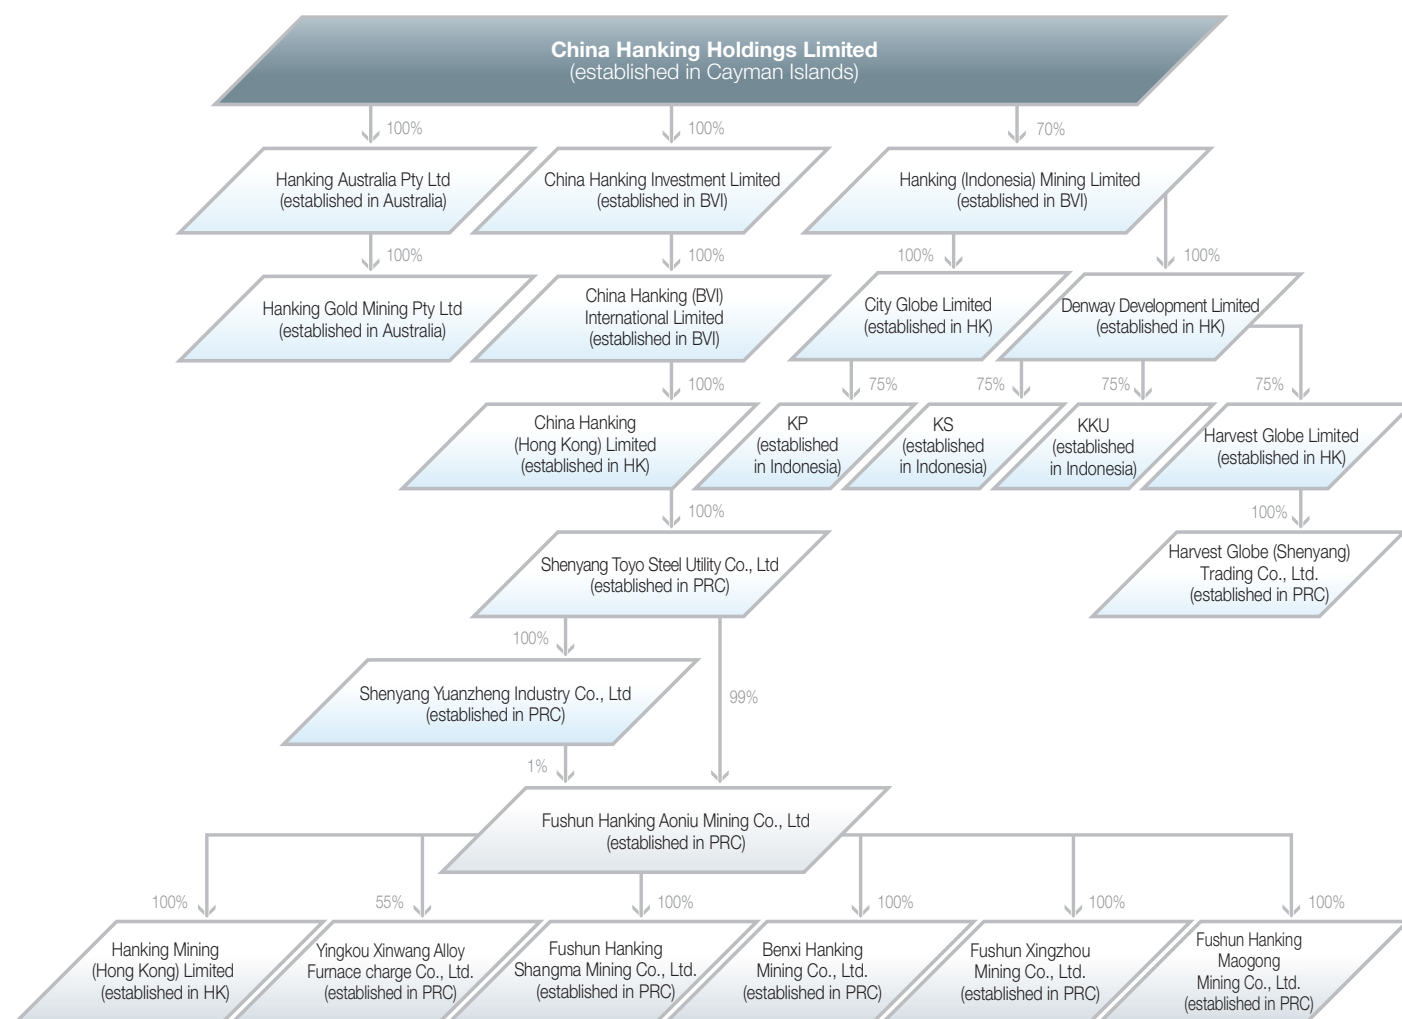 China Hanking Holdings Limited
(established in Cayman Islands)
100%
100%
70%
Hanking Australia Pty Ltd
(established in Australia)
China Hanking Investment Limited
(established in BVI)
Hanking (Indonesia) Mining Limited
(established in BVI)
100%
100%
100%
100%
Hanking Gold Mining Pty Ltd
(established in Australia)
China Hanking (BVI)
International Limited
(established in BVI)
City Globe Limited
(established in HK)
Denway Development Limited
(established in HK)
100%
75%
75%
75%
75%
China Hanking
(Hong Kong) Limited
(established in HK)
KP
(established
in Indonesia)
KS
(established
in Indonesia)
KKU
(established
in Indonesia)
Harvest Globe Limited
(established in HK)
100%
100%
Shenyang Toyo Steel Utility Co., Ltd
(established in PRC)
Harvest Globe (Shenyang)
Trading Co., Ltd.
(established in PRC)
100%
99%
Shenyang Yuanzheng Industry Co., Ltd
(established in PRC)
1%
Fushun Hanking Aoniu Mining Co., Ltd
(established in PRC)
100%
55%
100%
100%
100%
100%
Hanking Mining
(Hong Kong) Limited
(established in HK)
Yingkou Xinwang Alloy
Furnace charge Co., Ltd.
(established in PRC)
Fushun Hanking
Shangma Mining Co., Ltd.
(established in PRC)
Benxi Hanking
Mining Co., Ltd.
(established in PRC)
Fushun Xingzhou
Mining Co., Ltd.
(established in PRC)
Fushun Hanking
Maogong
Mining Co., Ltd.
(established in PRC)